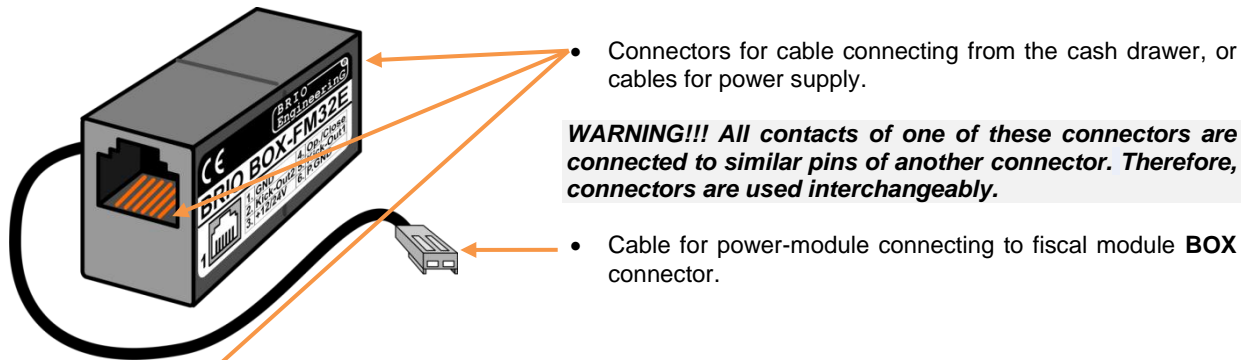 • Connectors for cable connecting from the cash drawer, or
cables for power supply.
WARNING!!! All contacts of one of these connectors are
connected to similar pins of another connector. Therefore,
connectors are used interchangeably.
• Cable for power-module connecting to fiscal module BOX
connector.
BRIO
EngineerinG
CE
BRIO BOX-FM32E
1. GND
2. Kick-Out2
3. +12/24V
4. Op/Close
5. Kick-Out1
6. P.GND
1